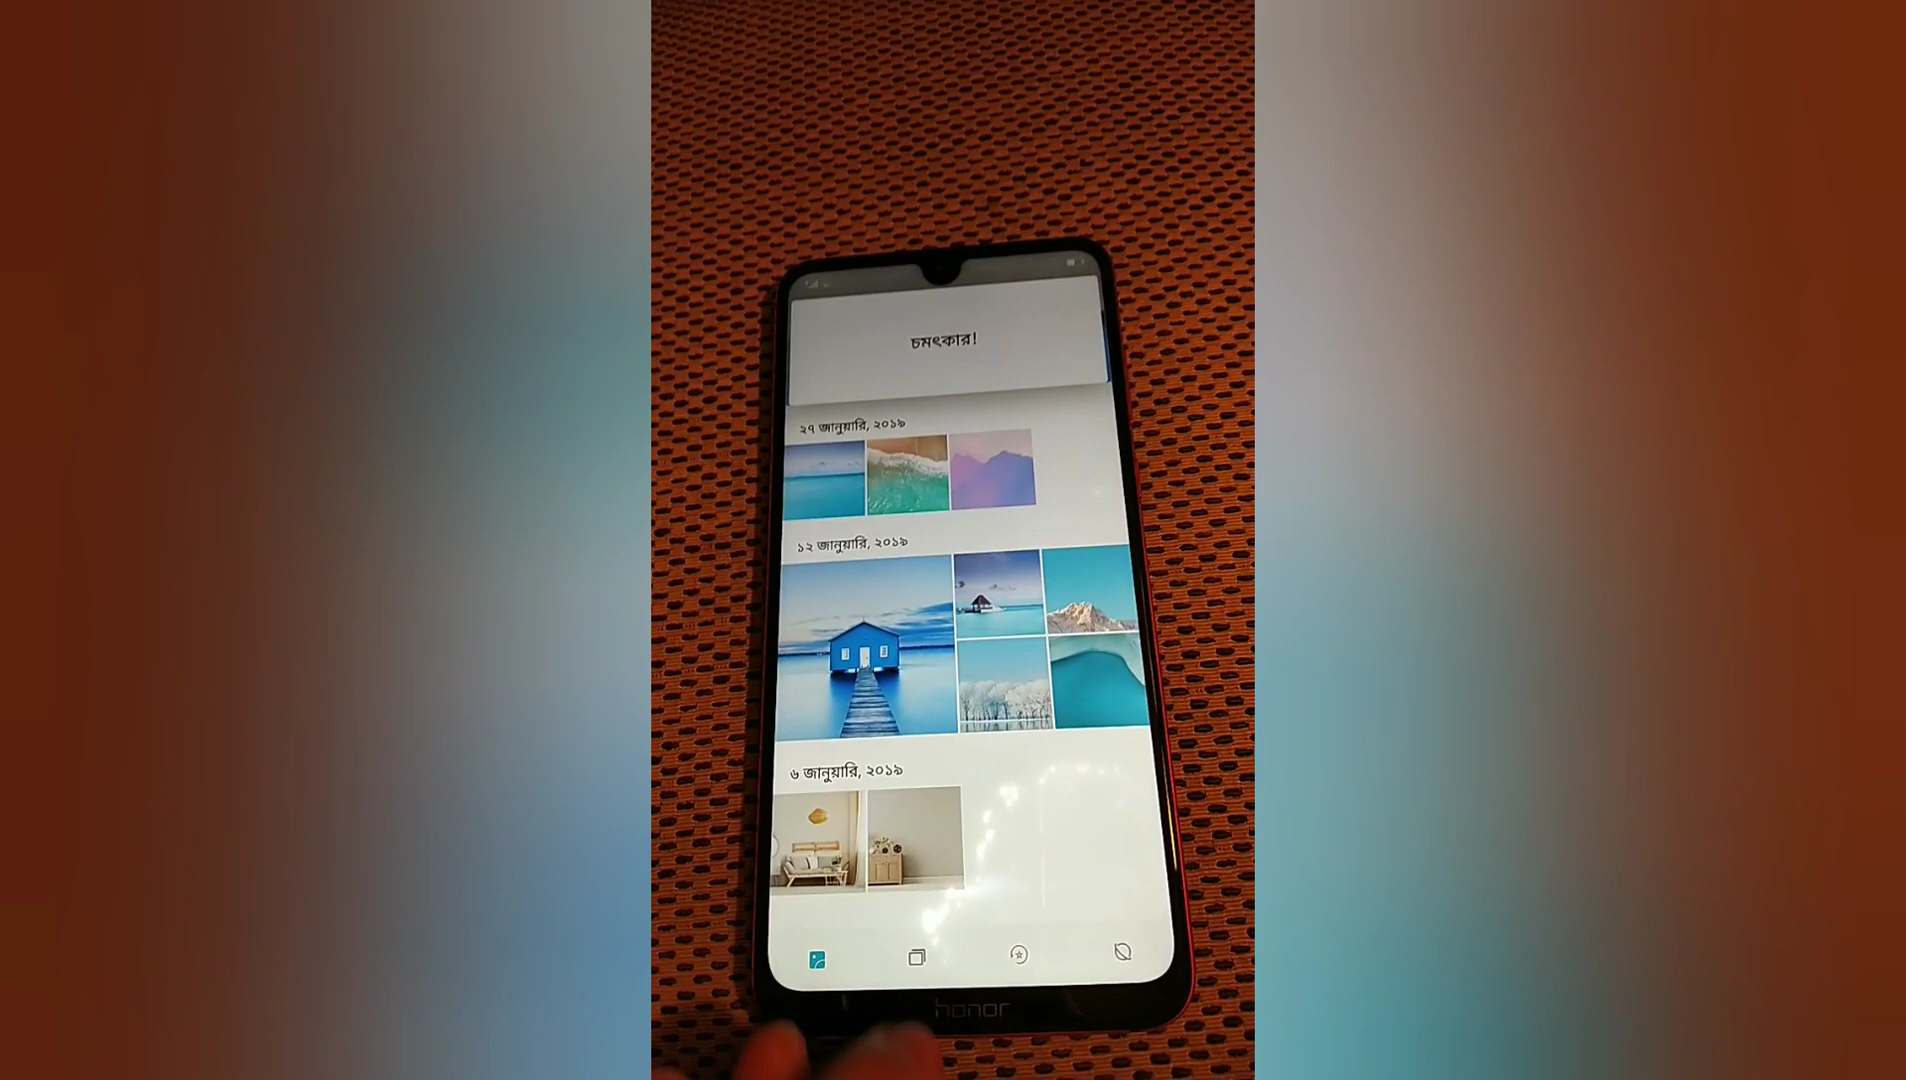 চমৎকার!
২৭ জানুয়ারি, ২০১৯
১২ জানুয়ারি, ২০১৯
৬ জানুয়ারি, ২০১৯
honor